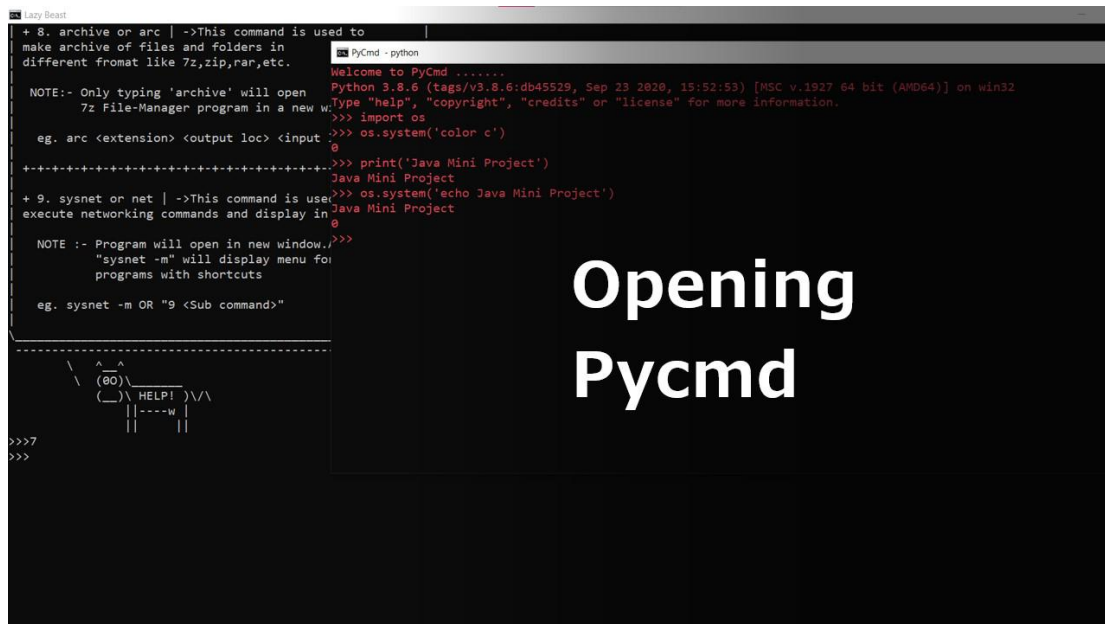 Lazy Beast
| + 8. archive or arc | ->This command is used to |
| make archive of files and folders in
| different fromat like 7z,zip,rar,etc.
| NOTE:- Only typing 'archive' will open
| 7z File-Manager program in a new w
| eg. arc <extension> <output loc> <input
| +-+-+-+-+-+-+-+-+-+-+-+-+-+-+-+-+-+-+-+-+-
| + 9. sysnet or net | ->This command is use
| execute networking commands and display in
| NOTE :- Program will open in new window.
| "sysnet -m" will display menu fo
| programs with shortcuts
| eg. sysnet -m OR "9 <Sub command>"
\____________________________________________
--------------------------------------------
\ ^__^
\ (00)\_______
(__)\ HELP! )\/\
||----w |
|| ||
>>>7
>>>
PyCmd - python
Welcome to PyCmd .......
Python 3.8.6 (tags/v3.8.6:db45529, Sep 23 2020, 15:52:53) [MSC v.1927 64 bit (AMD64)] on win32
Type "help", "copyright", "credits" or "license" for more information.
>>> import os
>>> os.system('color c')
0
>>> print('Java Mini Project')
Java Mini Project
>>> os.system('echo Java Mini Project')
Java Mini Project
0
>>>
Opening
Pycmd